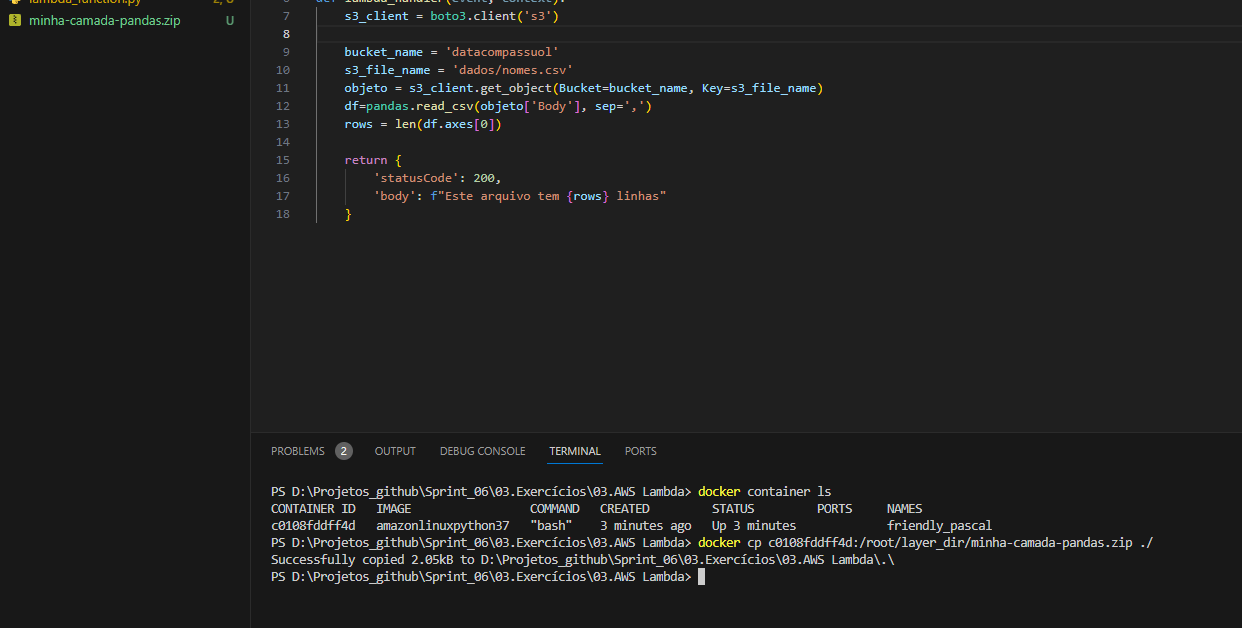 lambda_function.py 2, U
minha-camada-pandas.zip U
6 def lambda_handler(event, context):
7 s3_client = boto3.client('s3')
8
9 bucket_name = 'datacompassuol'
10 s3_file_name = 'dados/nomes.csv'
11 objeto = s3_client.get_object(Bucket=bucket_name, Key=s3_file_name)
12 df=pandas.read_csv(objeto['Body'], sep=',')
13 rows = len(df.axes[0])
14
15 return {
16 'statusCode': 200,
17 'body': f"Este arquivo tem {rows} linhas"
18 }
PROBLEMS 2 OUTPUT DEBUG CONSOLE TERMINAL PORTS
PS D:\Projetos_github\Sprint_06\03.Exercícios\03.AWS Lambda> docker container ls
CONTAINER ID IMAGE COMMAND CREATED STATUS PORTS NAMES
c0108fddff4d amazonlinuxpython37 "bash" 3 minutes ago Up 3 minutes friendly_pascal
PS D:\Projetos_github\Sprint_06\03.Exercícios\03.AWS Lambda> docker cp c0108fddff4d:/root/layer_dir/minha-camada-pandas.zip ./
Successfully copied 2.05kB to D:\Projetos_github\Sprint_06\03.Exercícios\03.AWS Lambda\.\
PS D:\Projetos_github\Sprint_06\03.Exercícios\03.AWS Lambda>